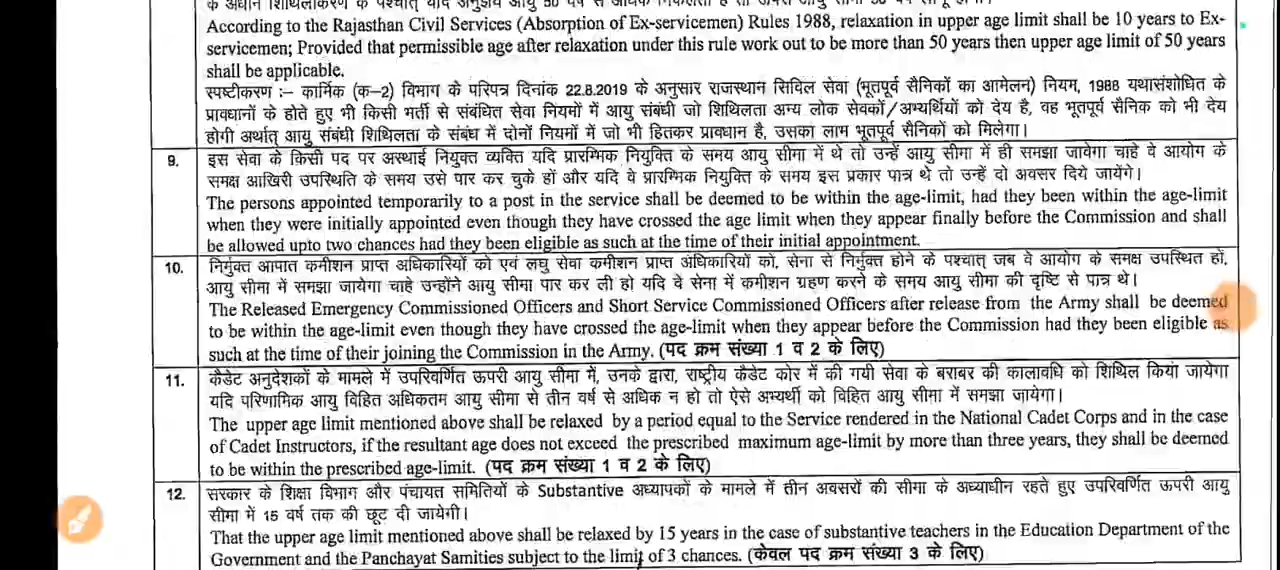 के अधीन शिथिलीकरण के पश्चात् यदि अनुज्ञेय आयु 50 वर्ष से अधिक निकलती है तो ऊपरी आयु सीमा 50 वर्ष लागू होगी।
According to the Rajasthan Civil Services (Absorption of Ex-servicemen) Rules 1988, relaxation in upper age limit shall be 10 years to Ex-
servicemen; Provided that permissible age after relaxation under this rule work out to be more than 50 years then upper age limit of 50 years
shall be applicable.
स्पष्टीकरण :– कार्मिक (क-2) विभाग के परिपत्र दिनांक 22.8.2019 के अनुसार राजस्थान सिविल सेवा (भूतपूर्व सैनिकों का आमेलन) नियम, 1988 यथासंशोधित के
प्रावधानों के होते हुए भी किसी भर्ती से संबंधित सेवा नियमों में आयु संबंधी जो शिथिलता अन्य लोक सेवकों/अभ्यर्थियों को देय है, वह भूतपूर्व सैनिक को भी देय
होगी अर्थात् आयु संबंधी शिथिलता के संबंध में दोनों नियमों में जो भी हितकर प्रावधान है, उसका लाभ भूतपूर्व सैनिकों को मिलेगा।
9. इस सेवा के किसी पद पर अस्थाई नियुक्त व्यक्ति यदि प्रारम्भिक नियुक्ति के समय आयु सीमा में थे तो उन्हें आयु सीमा में ही समझा जावेगा चाहे वे आयोग के
समक्ष आखिरी उपस्थिति के समय उसे पार कर चुके हों और यदि वे प्रारम्भिक नियुक्ति के समय इस प्रकार पात्र थे तो उन्हें दो अवसर दिये जायेंगे।
The persons appointed temporarily to a post in the service shall be deemed to be within the age-limit, had they been within the age-limit
when they were initially appointed even though they have crossed the age limit when they appear finally before the Commission and shall
be allowed upto two chances had they been eligible as such at the time of their initial appointment.
10. निर्मुक्त आपात कमीशन प्राप्त अधिकारियों को एवं लघु सेवा कमीशन प्राप्त अधिकारियों को, सेना से निर्मुक्त होने के पश्चात् जब वे आयोग के समक्ष उपस्थित हों,
आयु सीमा में समझा जायेगा चाहे उन्होंने आयु सीमा पार कर ली हो यदि वे सेना में कमीशन ग्रहण करने के समय आयु सीमा की दृष्टि से पात्र थे।
The Released Emergency Commissioned Officers and Short Service Commissioned Officers after release from the Army shall be deemed
to be within the age-limit even though they have crossed the age-limit when they appear before the Commission had they been eligible as
such at the time of their joining the Commission in the Army. (पद क्रम संख्या 1 व 2 के लिए)
11. कैडेट अनुदेशकों के मामले में उपरिवर्णित ऊपरी आयु सीमा में, उनके द्वारा, राष्ट्रीय कैडेट कोर में की गयी सेवा के बराबर की कालावधि को शिथिल किया जायेगा
यदि परिणामिक आयु विहित अधिकतम आयु सीमा से तीन वर्ष से अधिक न हो तो ऐसे अभ्यर्थी को विहित आयु सीमा में समझा जायेगा।
The upper age limit mentioned above shall be relaxed by a period equal to the Service rendered in the National Cadet Corps and in the case
of Cadet Instructors, if the resultant age does not exceed the prescribed maximum age-limit by more than three years, they shall be deemed
to be within the prescribed age-limit. (पद क्रम संख्या 1 व 2 के लिए)
12. सरकार के शिक्षा विभाग और पंचायत समितियों के Substantive अध्यापकों के मामले में तीन अवसरों की सीमा के अध्याधीन रहते हुए उपरिवर्णित ऊपरी आयु
सीमा में 15 वर्ष तक की छूट दी जायेगी।
That the upper age limit mentioned above shall be relaxed by 15 years in the case of substantive teachers in the Education Department of the
Government and the Panchayat Samities subject to the limit of 3 chances. (केवल पद क्रम संख्या 3 के लिए)